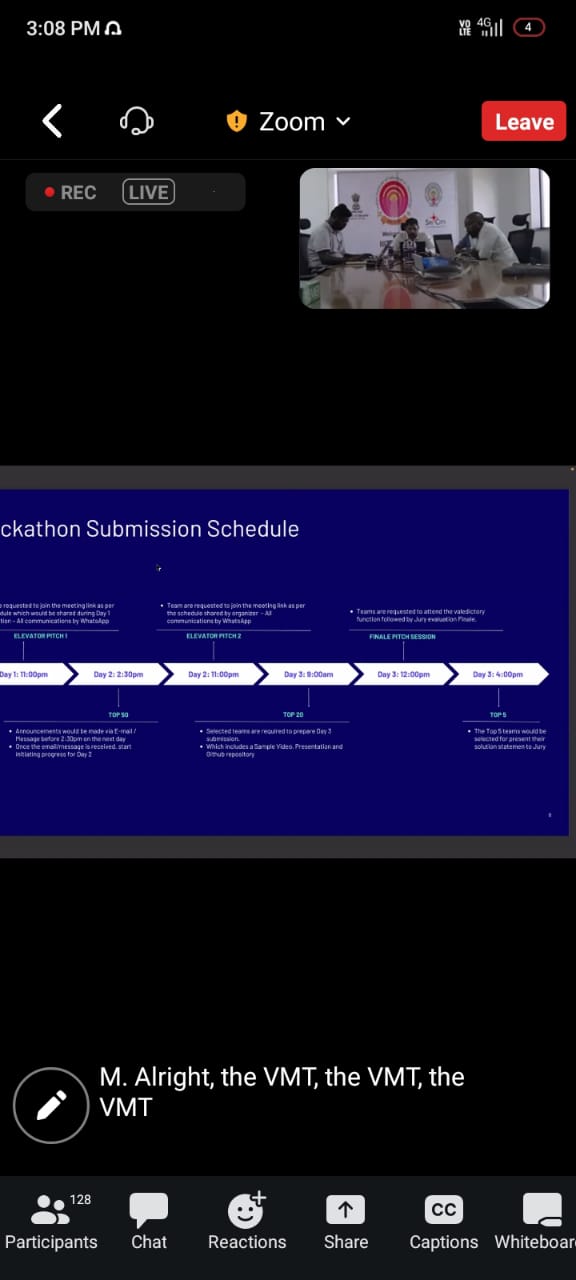 3:08 PM
VO LTE 4G 4
Zoom
Leave
REC LIVE
ckathon Submission Schedule
requested to join the meeting link as per
dule which would be shared during Day 1
tion - All communications by WhatsApp
• Team are requested to join the meeting link as per
the schedule shared by organizer - All
communications by WhatsApp
• Teams are requested to attend the valedictory
function followed by Jury evaluation Finale.
ELEVATOR PITCH 1
ELEVATOR PITCH 2
FINALE PITCH SESSION
Day 1: 11:00pm
Day 2: 2:30pm
Day 2: 11:00pm
Day 3: 9:00am
Day 3: 12:00pm
Day 3: 4:00pm
TOP 50
TOP 20
TOP 5
• Announcements would be made via E-mail /
Message before 2:30pm on the next day
• Once the email/message is received, start
initiating progress for Day 2
• Selected teams are required to prepare Day 3
submission.
• Which includes a Sample Video, Presentation and
Github repository
• The Top 5 teams would be
selected for present their
solution statemen to Jury
M. Alright, the VMT, the VMT, the
VMT
128
Participants
Chat
Reactions
Share
CC
Captions
Whiteboar